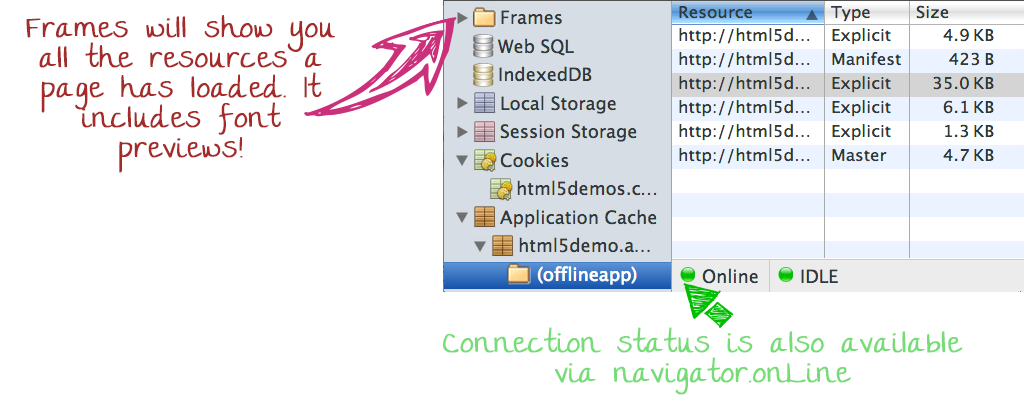 Frames will show you
all the resources a
page has loaded. It
includes font
previews!
Frames
Web SQL
IndexedDB
Local Storage
Session Storage
Cookies
html5demos.c...
Application Cache
html5demo.a...
(offlineapp)
Resource Type Size
http://html5d... Explicit 4.9 KB
http://html5d... Manifest 423 B
http://html5d... Explicit 35.0 KB
http://html5d... Explicit 6.1 KB
http://html5d... Explicit 1.3 KB
http://html5d... Master 4.7 KB
Online IDLE
Connection status is also available
via navigator.onLine